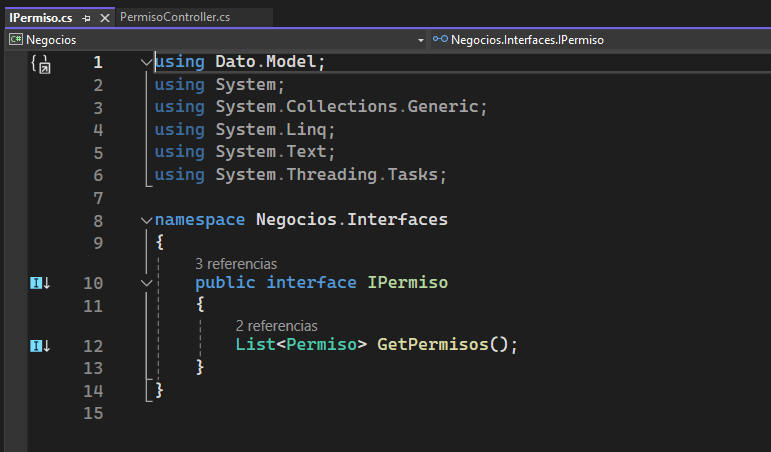 IPermiso.cs PermisoController.cs
C# Negocios Negocios.Interfaces.IPermiso
1 using Dato.Model;
2 using System;
3 using System.Collections.Generic;
4 using System.Linq;
5 using System.Text;
6 using System.Threading.Tasks;
7
8 namespace Negocios.Interfaces
9 {
3 referencias
10 public interface IPermiso
11 {
2 referencias
12 List<Permiso> GetPermisos();
13 }
14 }
15